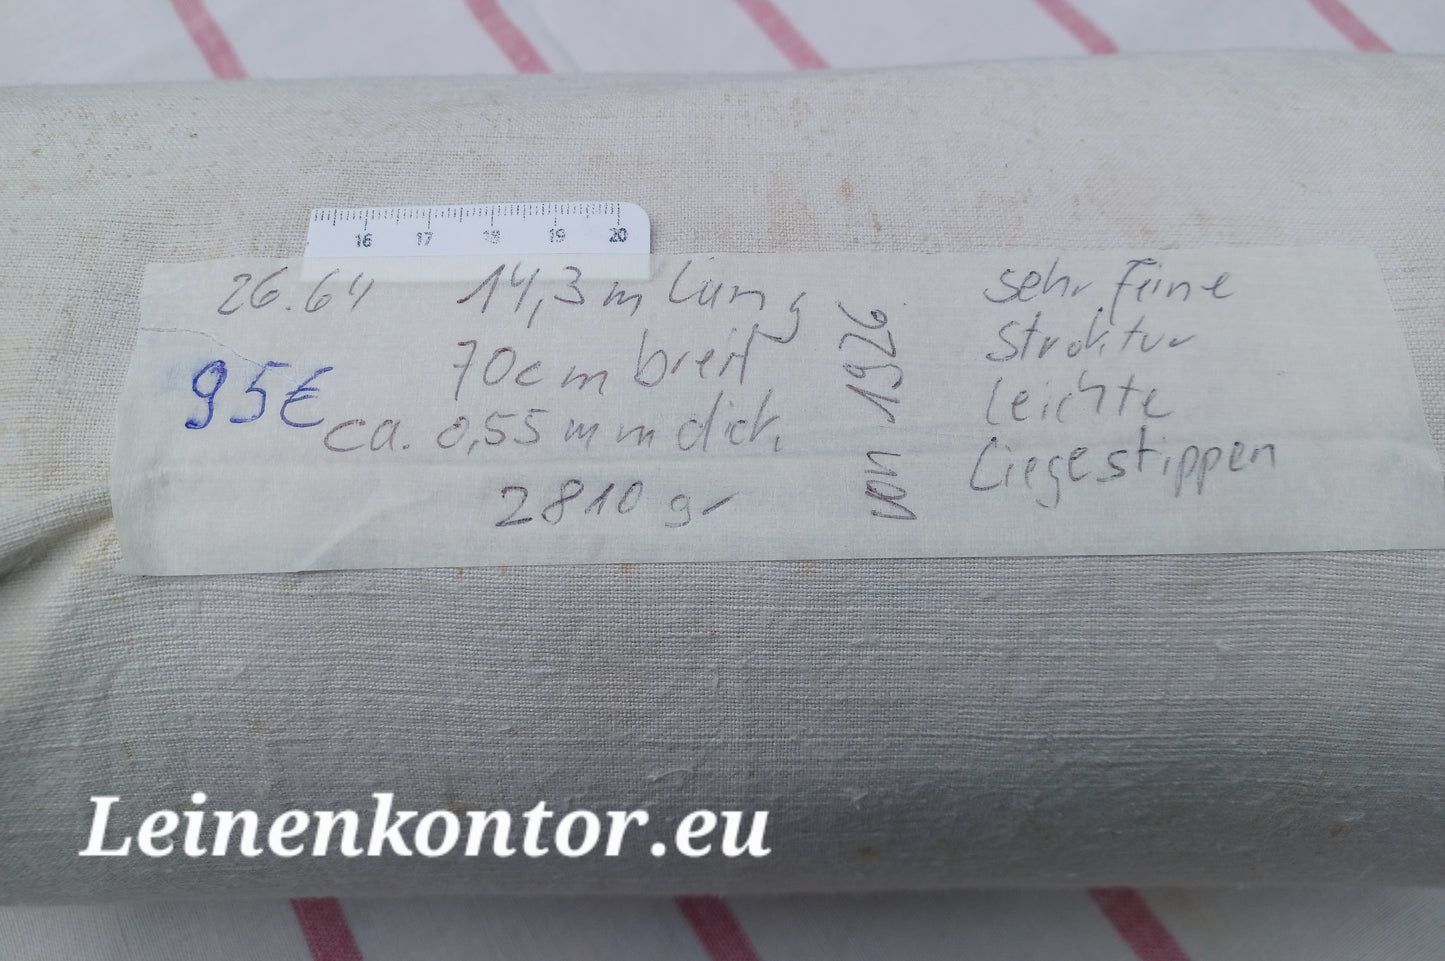 16 17 18 19 20
26.64
95€
14,3 m lang
70cm breit
ca. 0,55 mm dick
2810 gr
von 1926
sehr feine
Struktur
leichte
Liegestippen
Leinenkontor.eu